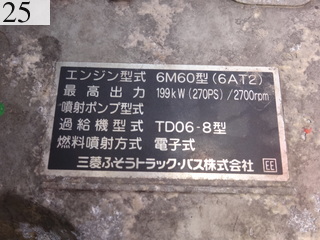 25
エンジン型式 6M60型(6AT2)
最高出力 199kW(270PS)/2700rpm
噴射ポンプ型式
過給機型式 TD06-8型
燃料噴射方式 電子式
三菱ふそうトラック・バス株式会社 EE